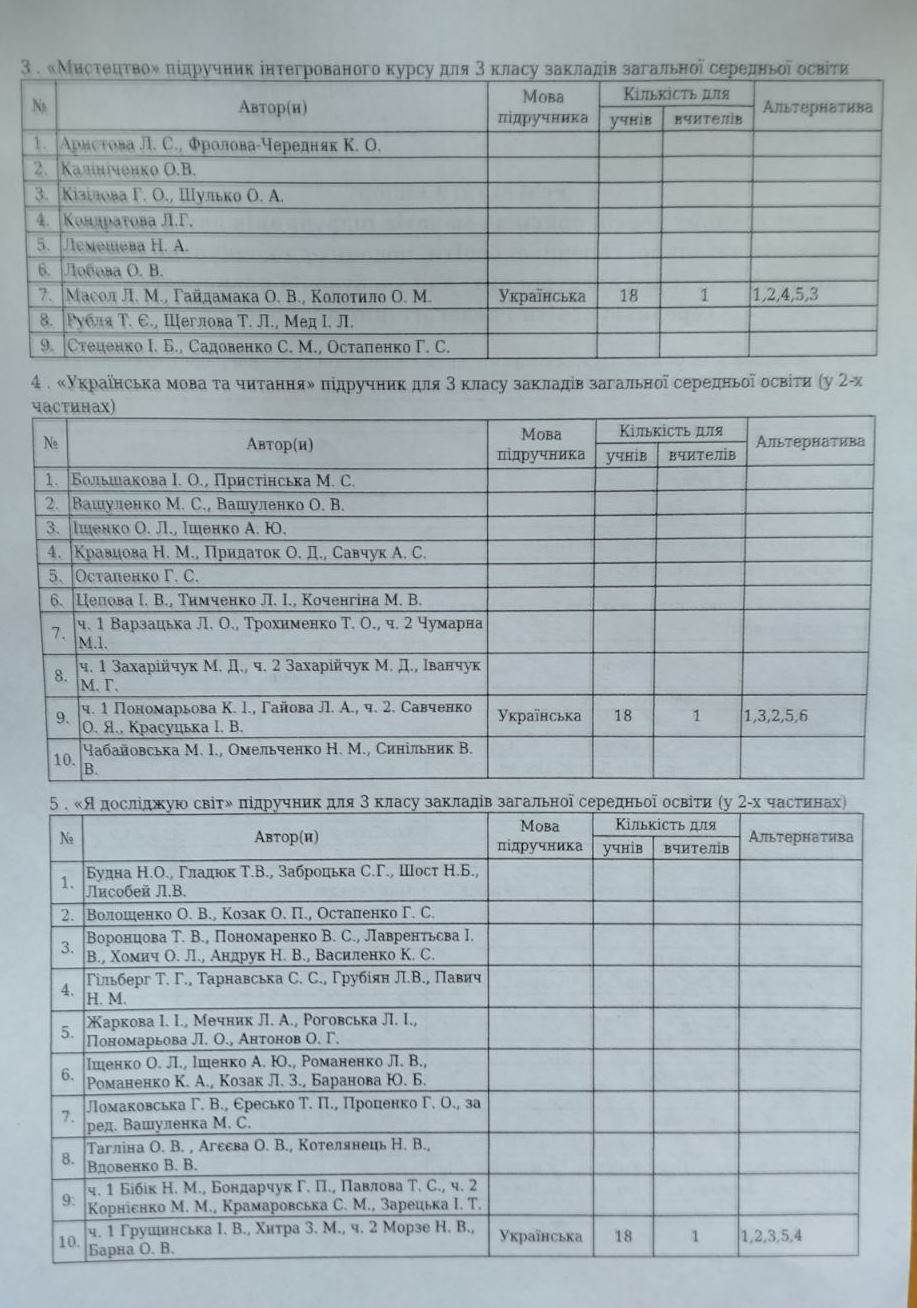 3 . «Мистецтво» підручник інтегрованого курсу для 3 класу закладів загальної середньої освіти
№ Автор(и) Мова підручника Кількість для учнів вчителів Альтернатива
1. Аристова Л. С., Фролова-Чередняк К. О.
2. Калініченко О.В.
3. Кізілова Г. О., Шулько О. А.
4. Кондратова Л.Г.
5. Лемешева Н. А.
6. Лобова О. В.
7. Масол Л. М., Гайдамака О. В., Колотило О. М. Українська 18 1 1,2,4,5,3
8. Рубля Т. Є., Щеглова Т. Л., Мед І. Л.
9. Стеценко І. Б., Садовенко С. М., Остапенко Г. С.
4 . «Українська мова та читання» підручник для 3 класу закладів загальної середньої освіти (у 2-х
частинах)
№ Автор(и) Мова підручника Кількість для учнів вчителів Альтернатива
1. Большакова І. О., Пристінська М. С.
2. Вашуленко М. С., Вашуленко О. В.
3. Іщенко О. Л., Іщенко А. Ю.
4. Кравцова Н. М., Придаток О. Д., Савчук А. С.
5. Остапенко Г. С.
6. Цепова І. В., Тимченко Л. І., Коченгіна М. В.
7. ч. 1 Варзацька Л. О., Трохименко Т. О., ч. 2 Чумарна
М.І.
8. ч. 1 Захарійчук М. Д., ч. 2 Захарійчук М. Д., Іванчук
М. Г.
9. ч. 1 Пономарьова К. І., Гайова Л. А., ч. 2. Савченко
О. Я., Красуцька І. В. Українська 18 1 1,3,2,5,6
10. Чабайовська М. І., Омельченко Н. М., Синільник В.
В.
5 . «Я досліджую світ» підручник для 3 класу закладів загальної середньої освіти (у 2-х частинах)
№ Автор(и) Мова підручника Кількість для учнів вчителів Альтернатива
1. Будна Н.О., Гладюк Т.В., Заброцька С.Г., Шост Н.Б.,
Лисобей Л.В.
2. Волощенко О. В., Козак О. П., Остапенко Г. С.
3. Воронцова Т. В., Пономаренко В. С., Лаврентьєва І.
В., Хомич О. Л., Андрук Н. В., Василенко К. С.
4. Гільберг Т. Г., Тарнавська С. С., Грубіян Л.В., Павич
Н. М.
5. Жаркова І. І., Мечник Л. А., Роговська Л. І.,
Пономарьова Л. О., Антонов О. Г.
6. Іщенко О. Л., Іщенко А. Ю., Романенко Л. В.,
Романенко К. А., Козак Л. З., Баранова Ю. Б.
7. Ломаковська Г. В., Єресько Т. П., Проценко Г. О., за
ред. Вашуленка М. С.
8. Тагліна О. В. , Агєєва О. В., Котелянець Н. В.,
Вдовенко В. В.
9. ч. 1 Бібік Н. М., Бондарчук Г. П., Павлова Т. С., ч. 2
Корнієнко М. М., Крамаровська С. М., Зарецька І. Т.
10. ч. 1 Грущинська І. В., Хитра З. М., ч. 2 Морзе Н. В.,
Барна О. В. Українська 18 1 1,2,3,5,4